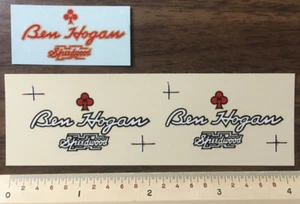 Ben Hogan
Speedwood
Ben Hogan Ben Hogan
Speedwood Speedwood
0 1 2 3 4